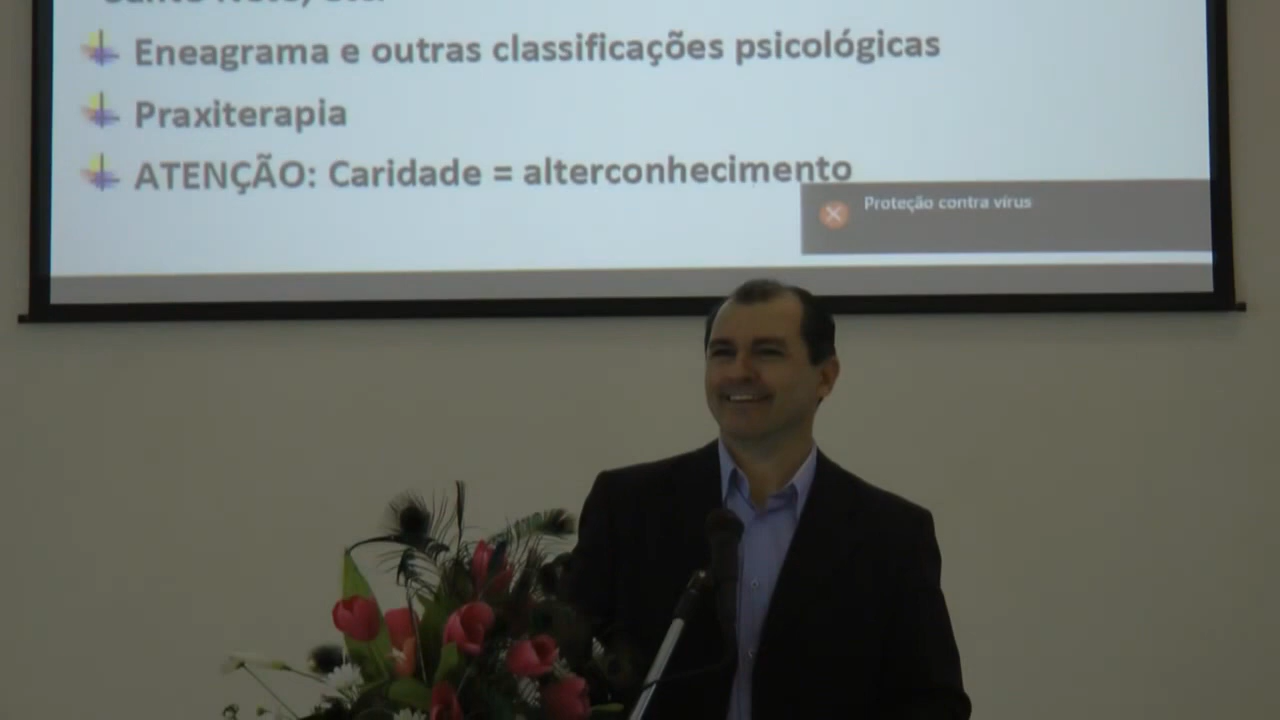 Eneagrama e outras classificações psicológicas
Praxiterapia
ATENÇÃO: Caridade = alterconhecimento
Proteção contra vírus